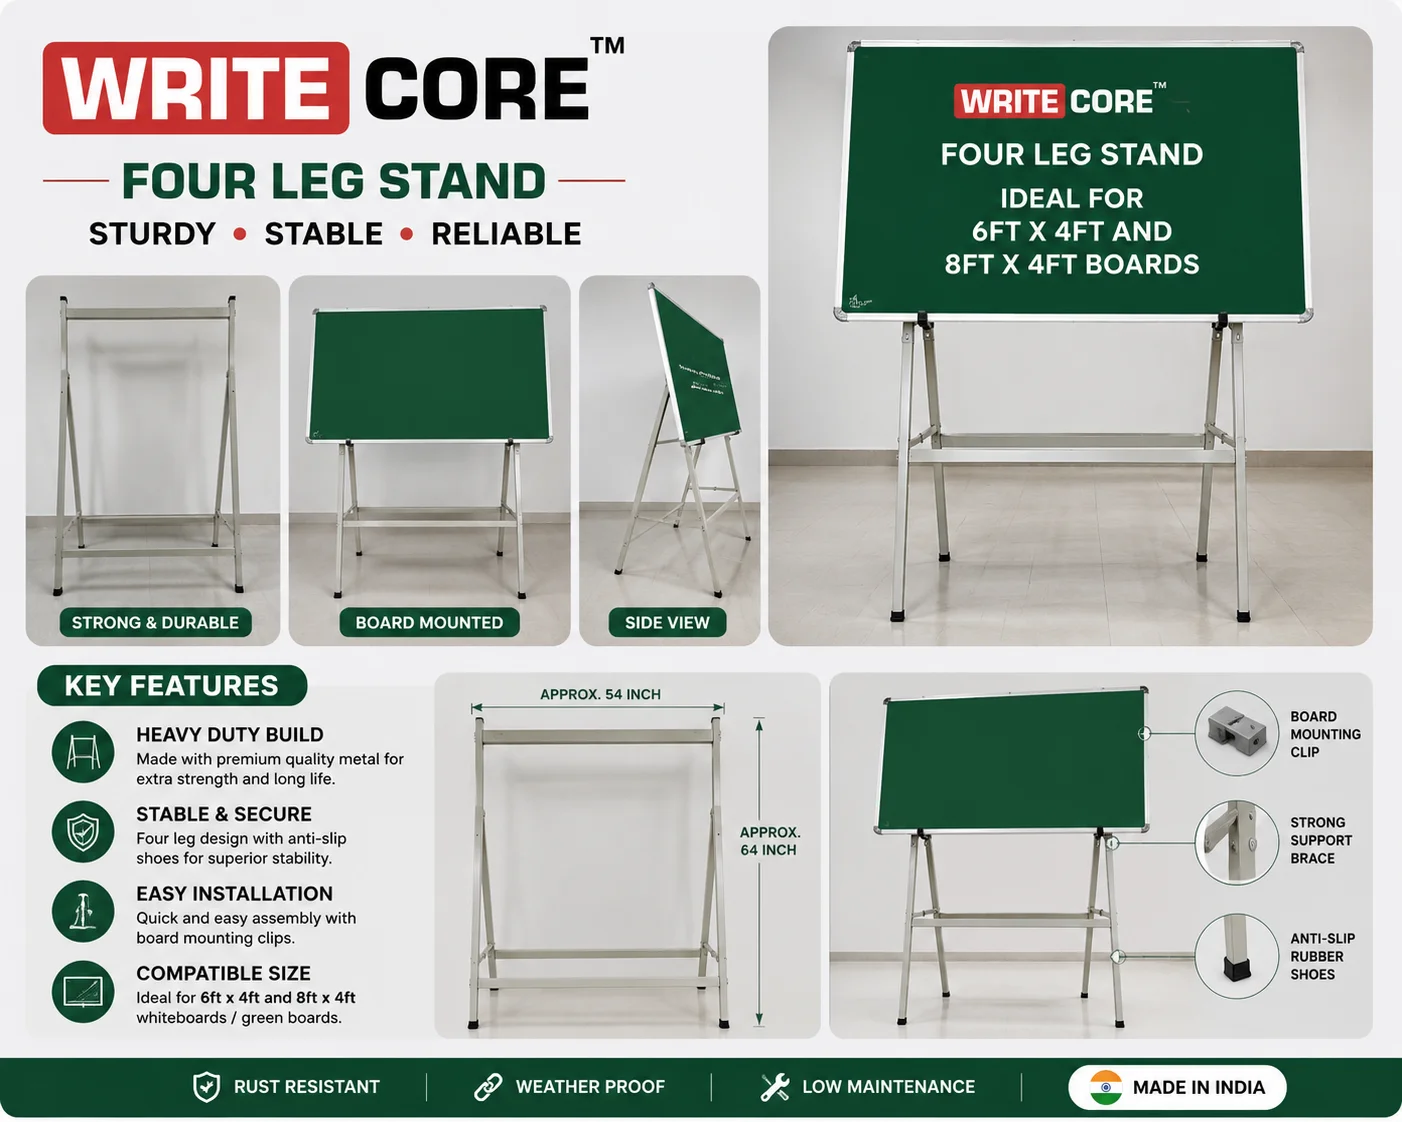 WRITE CORE™
FOUR LEG STAND
STURDY • STABLE • RELIABLE
WRITE CORE™
FOUR LEG STAND
IDEAL FOR
6FT X 4FT AND
8FT X 4FT BOARDS
STRONG & DURABLE
BOARD MOUNTED
SIDE VIEW
KEY FEATURES
HEAVY DUTY BUILD
Made with premium quality metal for
extra strength and long life.
STABLE & SECURE
Four leg design with anti-slip
shoes for superior stability.
EASY INSTALLATION
Quick and easy assembly with
board mounting clips.
COMPATIBLE SIZE
Ideal for 6ft x 4ft and 8ft x 4ft
whiteboards / green boards.
APPROX. 54 INCH
APPROX.
64 INCH
BOARD
MOUNTING
CLIP
STRONG
SUPPORT
BRACE
ANTI-SLIP
RUBBER
SHOES
RUST RESISTANT
WEATHER PROOF
LOW MAINTENANCE
MADE IN INDIA